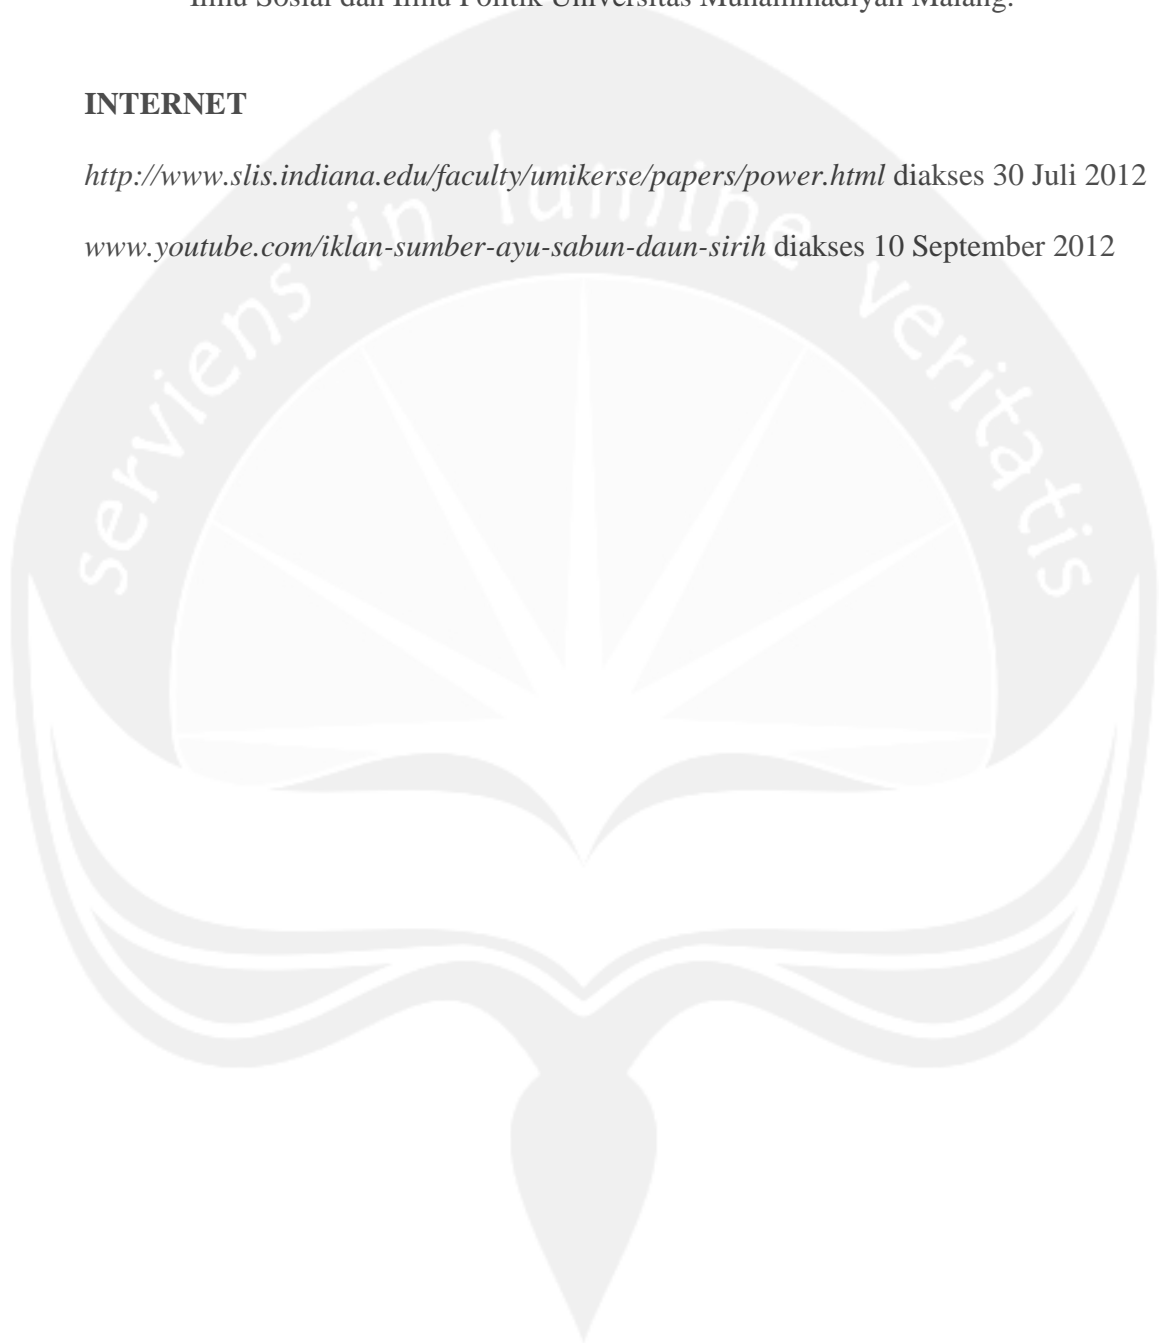 Ilmu Sosial dan Ilmu Politik Universitas Muhammadiyah Malang.
INTERNET
http://www.slis.indiana.edu/faculty/umikerse/papers/power.html diakses 30 Juli 2012
www.youtube.com/iklan-sumber-ayu-sabun-daun-sirih diakses 10 September 2012
serviens in lumine veritatis